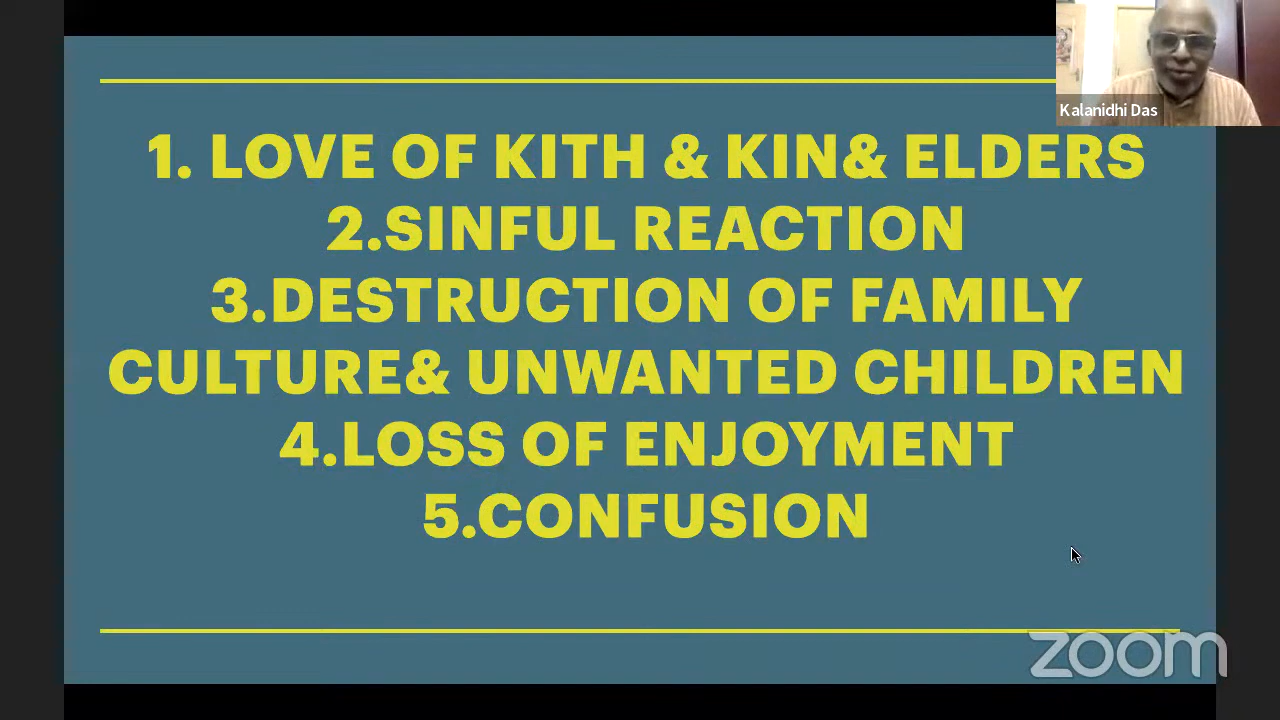 Kalanidhi Das
1. LOVE OF KITH & KIN& ELDERS
2.SINFUL REACTION
3.DESTRUCTION OF FAMILY
CULTURE& UNWANTED CHILDREN
4.LOSS OF ENJOYMENT
5.CONFUSION
zoom